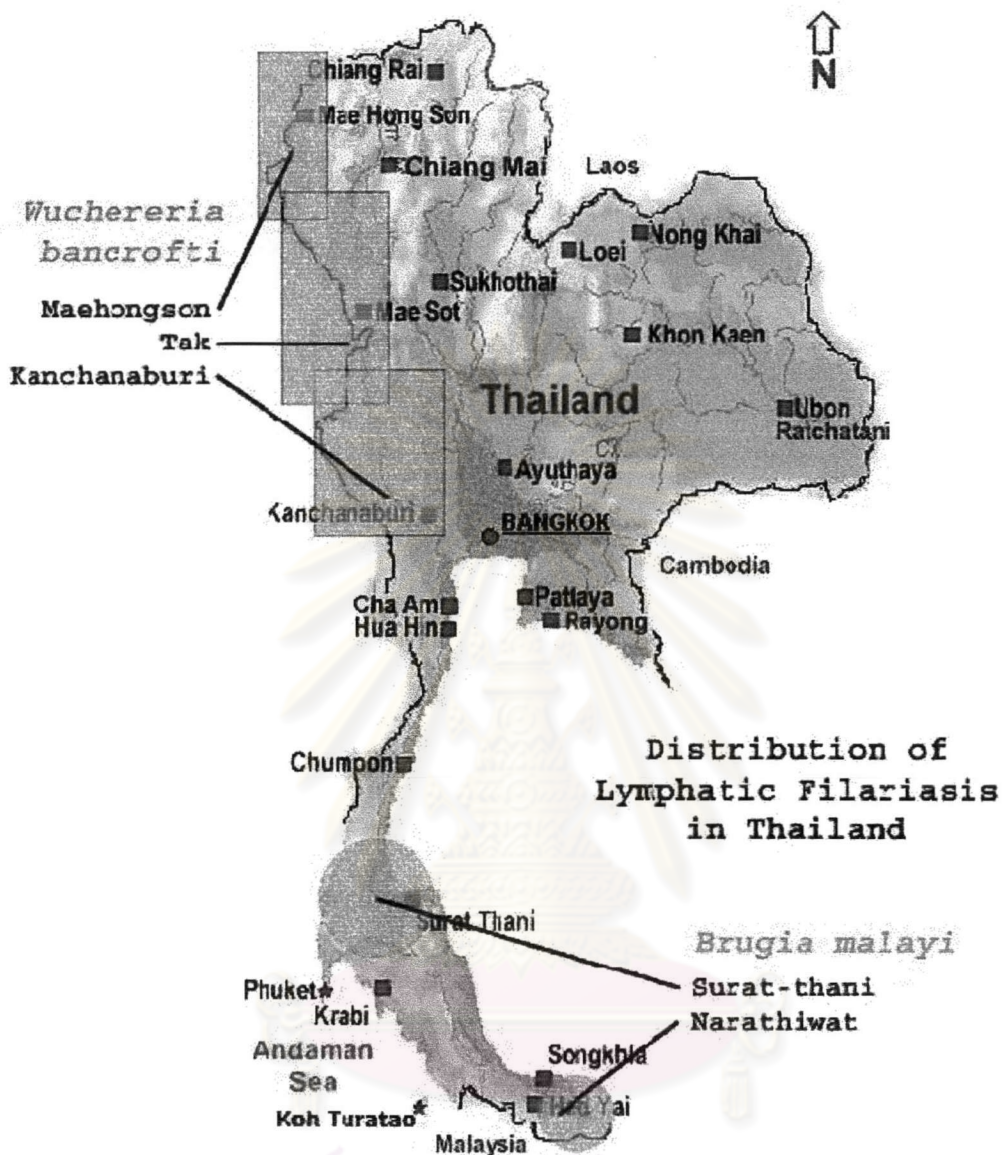 N
Chiang Rai
Mae Hong Son
Chiang Mai
Laos
Wuchereria
bancrofti
Nong Khai
Loei
Sukhothai
Maehongson
Mae Sot
Tak
Khon Kaen
Kanchanaburi
Thailand
Ubon
Ratchatani
Ayuthaya
Kanchanaburi
BANGKOK
Cambodia
Cha Am
Pattaya
Hua Hin
Rayong
Chumpon
Distribution of
Lymphatic Filariasis
in Thailand
Surat Thani
Brugia malayi
Phuket
Surat-thani
Krabi
Narathiwat
Andaman
Sea
Songkhla
Koh Turatao
Had Yai
Malaysia